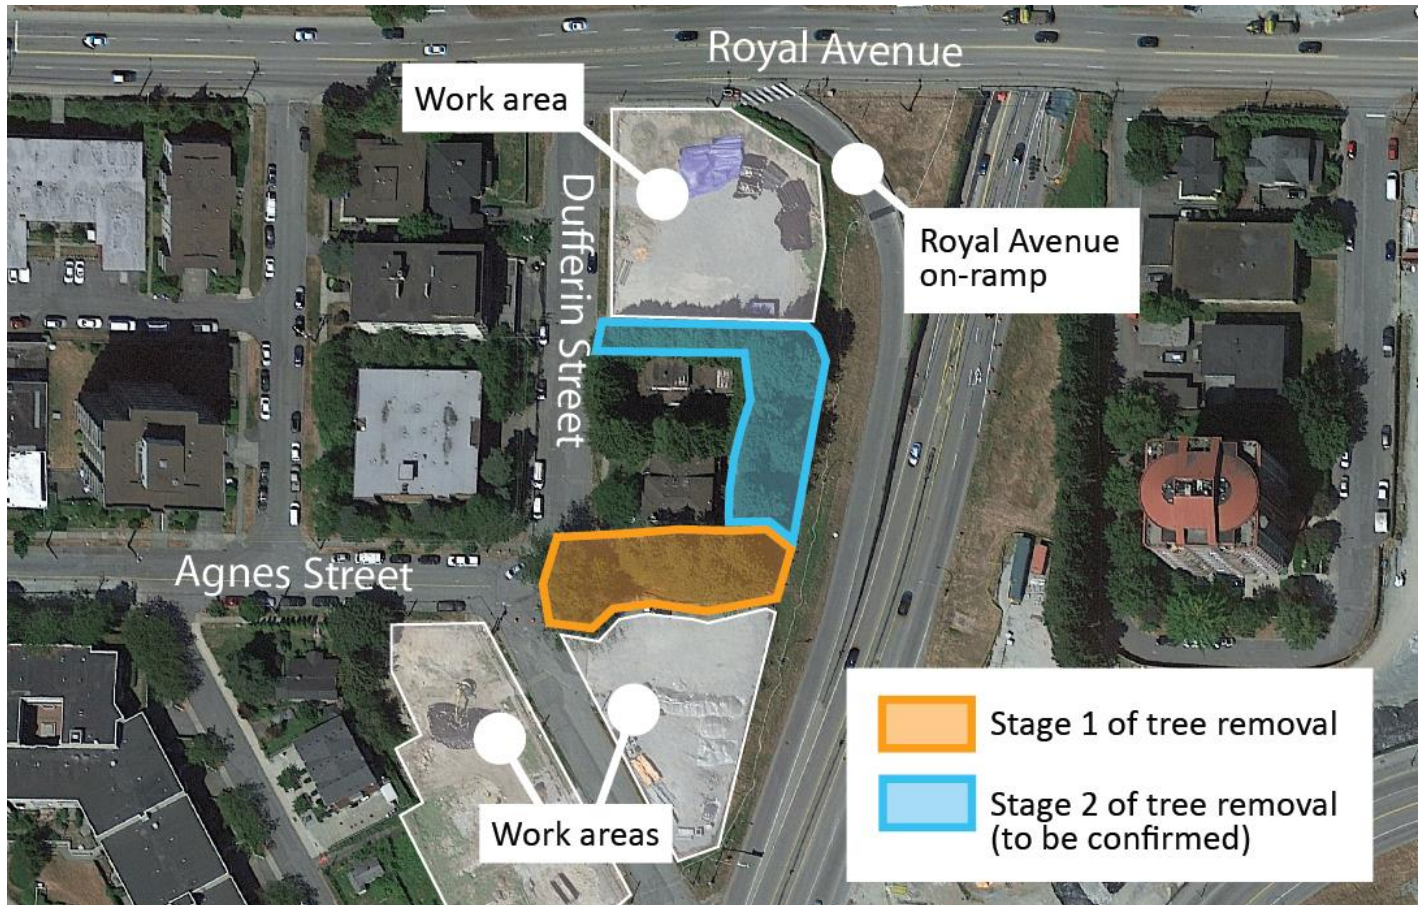 Royal Avenue
Work area
Dufferin Street
Royal Avenue
on-ramp
Agnes Street
Work areas
Stage 1 of tree removal
Stage 2 of tree removal
(to be confirmed)